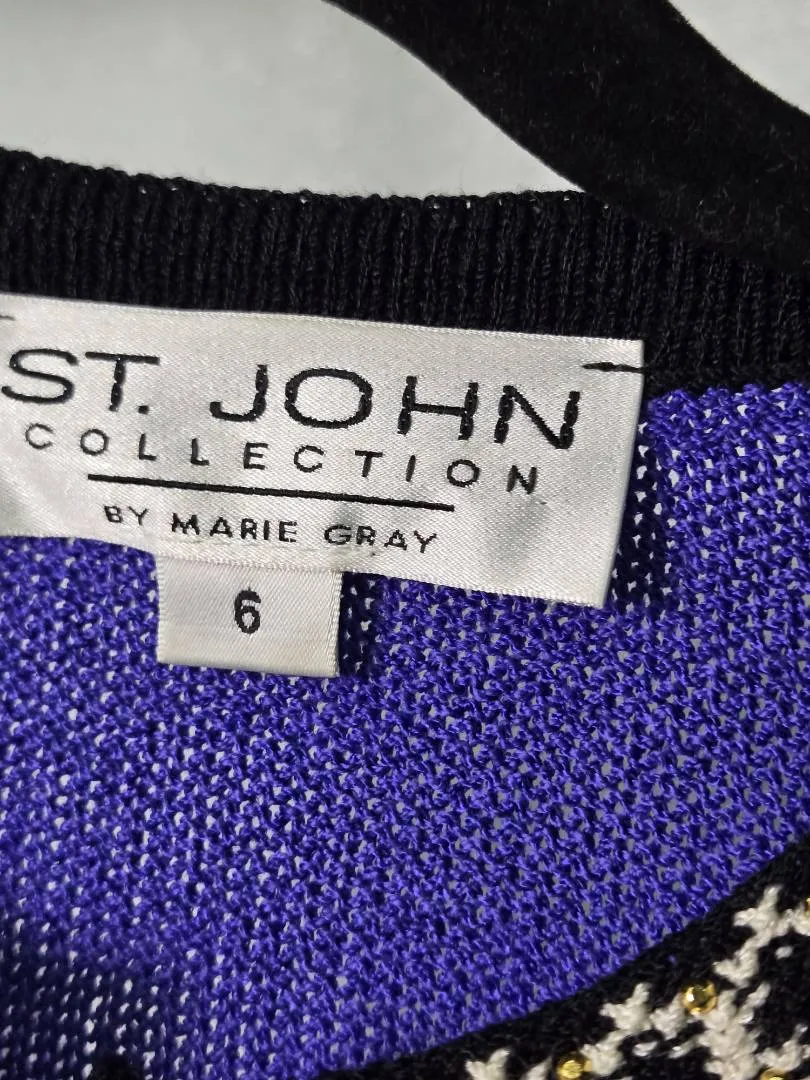 ST. JOHN
COLLECTION
BY MARIE GRAY
6